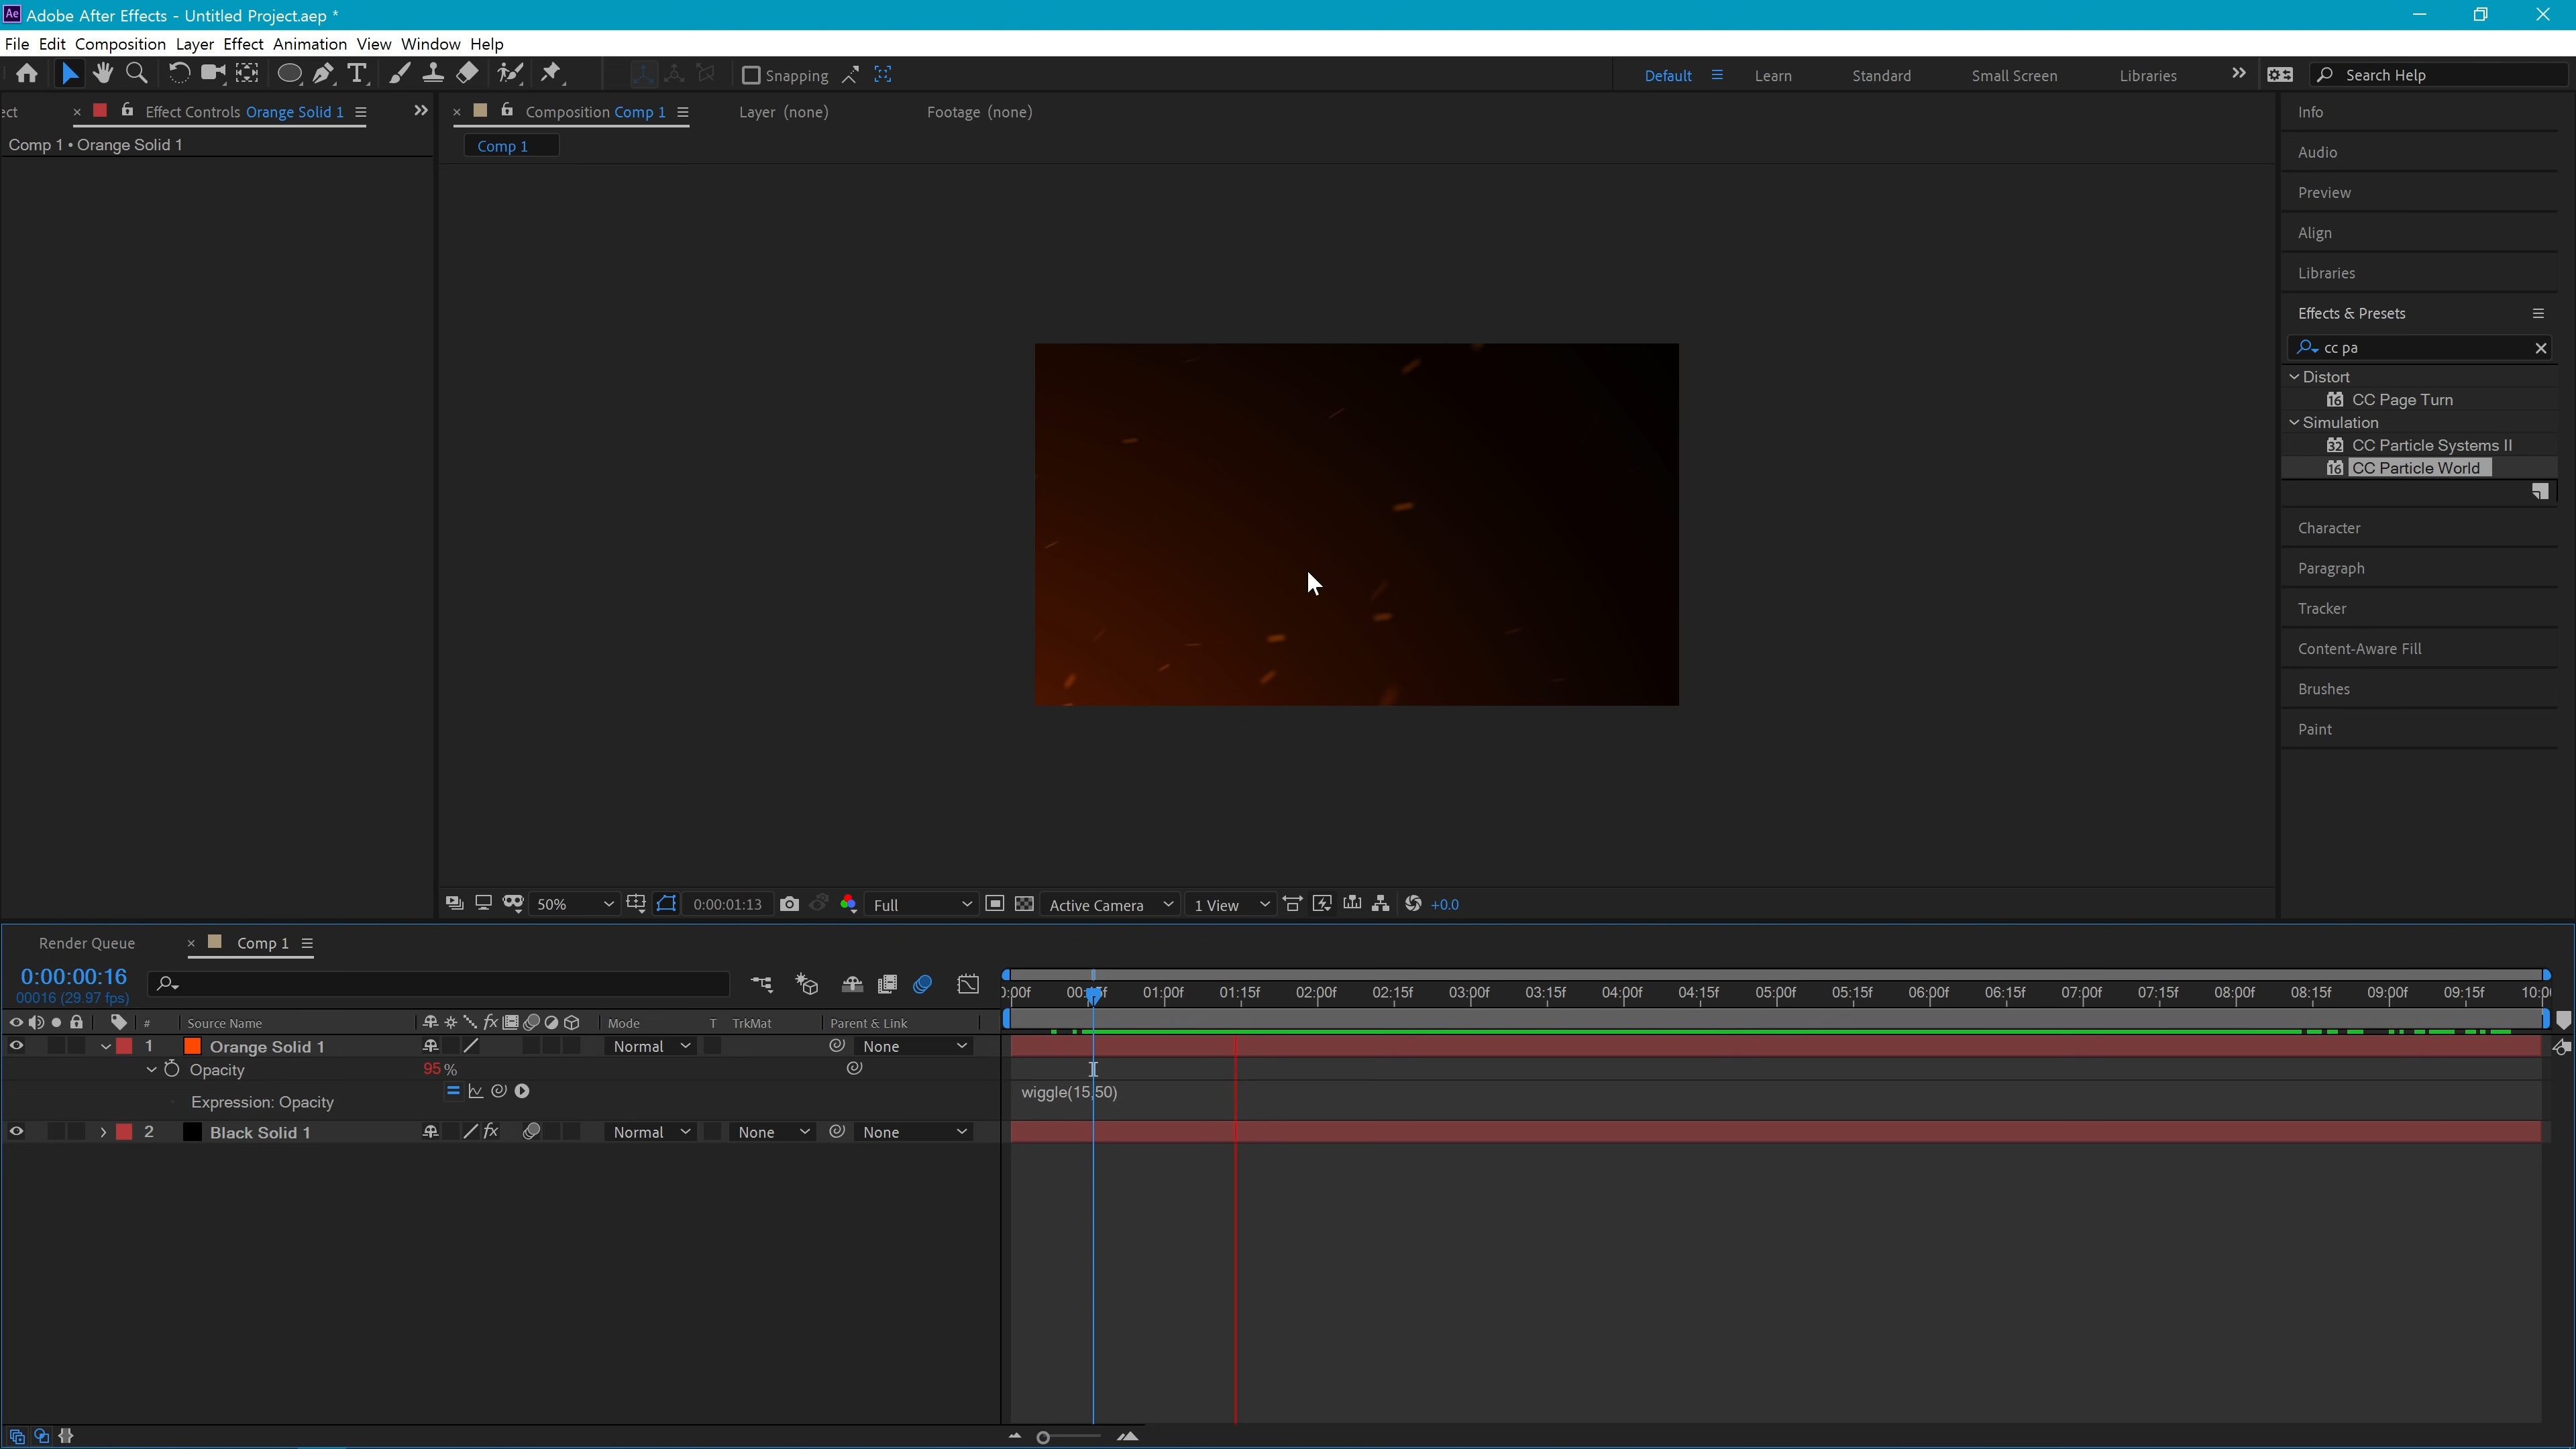 Ae Adobe After Effects - Untitled Project.aep *
File Edit Composition Layer Effect Animation View Window Help
T Snapping Default Learn Standard Small Screen Libraries Search Help
ect × Effect Controls Orange Solid 1
× Composition Comp 1 Layer (none) Footage (none)
Comp 1 • Orange Solid 1
Comp 1
Info
Audio
Preview
Align
Libraries
Effects & Presets
cc pa
Distort
16 CC Page Turn
Simulation
32 CC Particle Systems II
16 CC Particle World
Character
Paragraph
Tracker
Content-Aware Fill
Brushes
Paint
50% 0:00:01:13 Full Active Camera 1 View +0.0
Render Queue × Comp 1
0:00:00:16
00016 (29.97 fps)
01:00f 01:15f 02:00f 02:15f 03:00f 03:15f 04:00f 04:15f 05:00f 05:15f 06:00f 06:15f 07:00f 07:15f 08:00f 08:15f 09:00f 09:15f 10:0
# Source Name fx Mode T TrkMat Parent & Link
1 Orange Solid 1 Normal None
Opacity 95 %
Expression: Opacity wiggle(15,50)
2 Black Solid 1 fx Normal None None